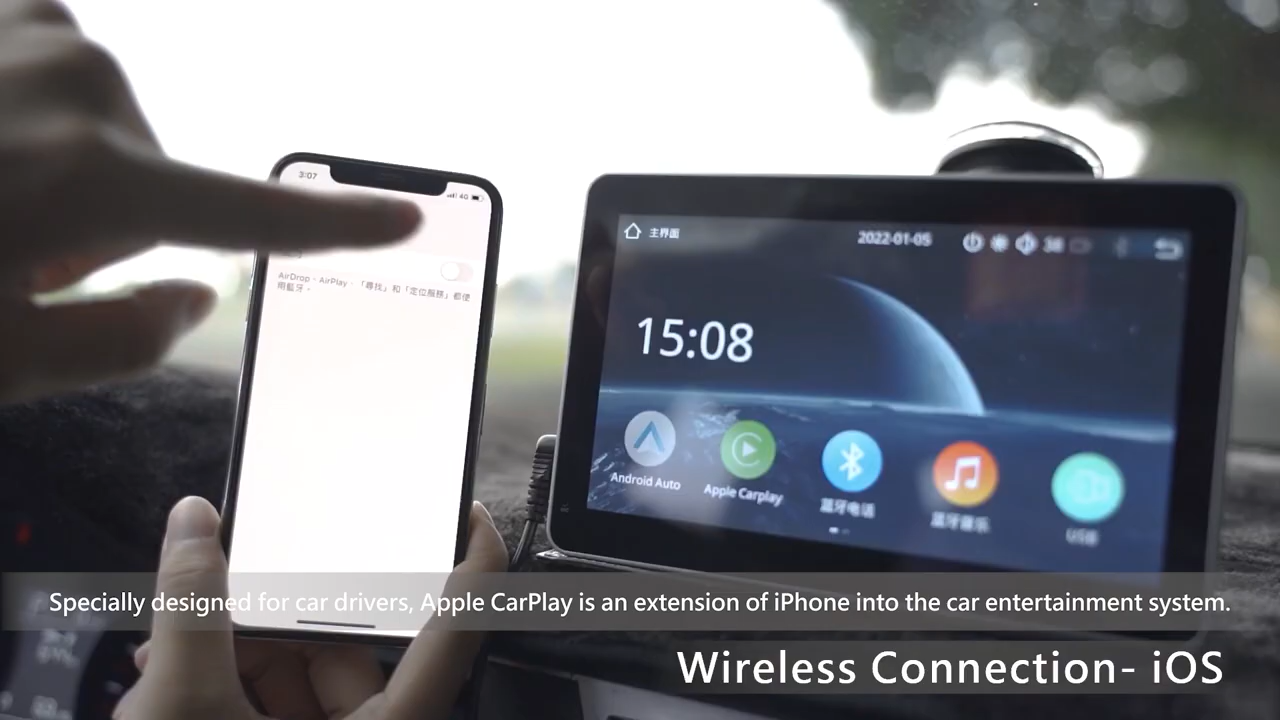 3:07
4G
AirDrop、AirPlay、「尋找」和「定位服務」都使
用藍牙。
主界面
2022-01-05
38
15:08
Android Auto
Apple Carplay
蓝牙电话
蓝牙音乐
USB
Specially designed for car drivers, Apple CarPlay is an extension of iPhone into the car entertainment system.
Wireless Connection- iOS